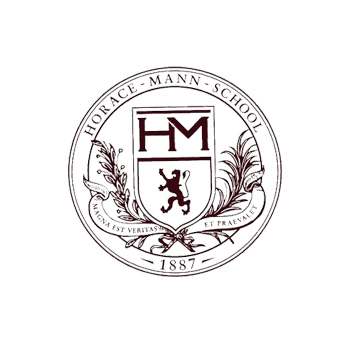 HORACE - MANN - SCHOOL
HM
MAGNA EST VERITAS
ET PRAEVALET
- 1887 -